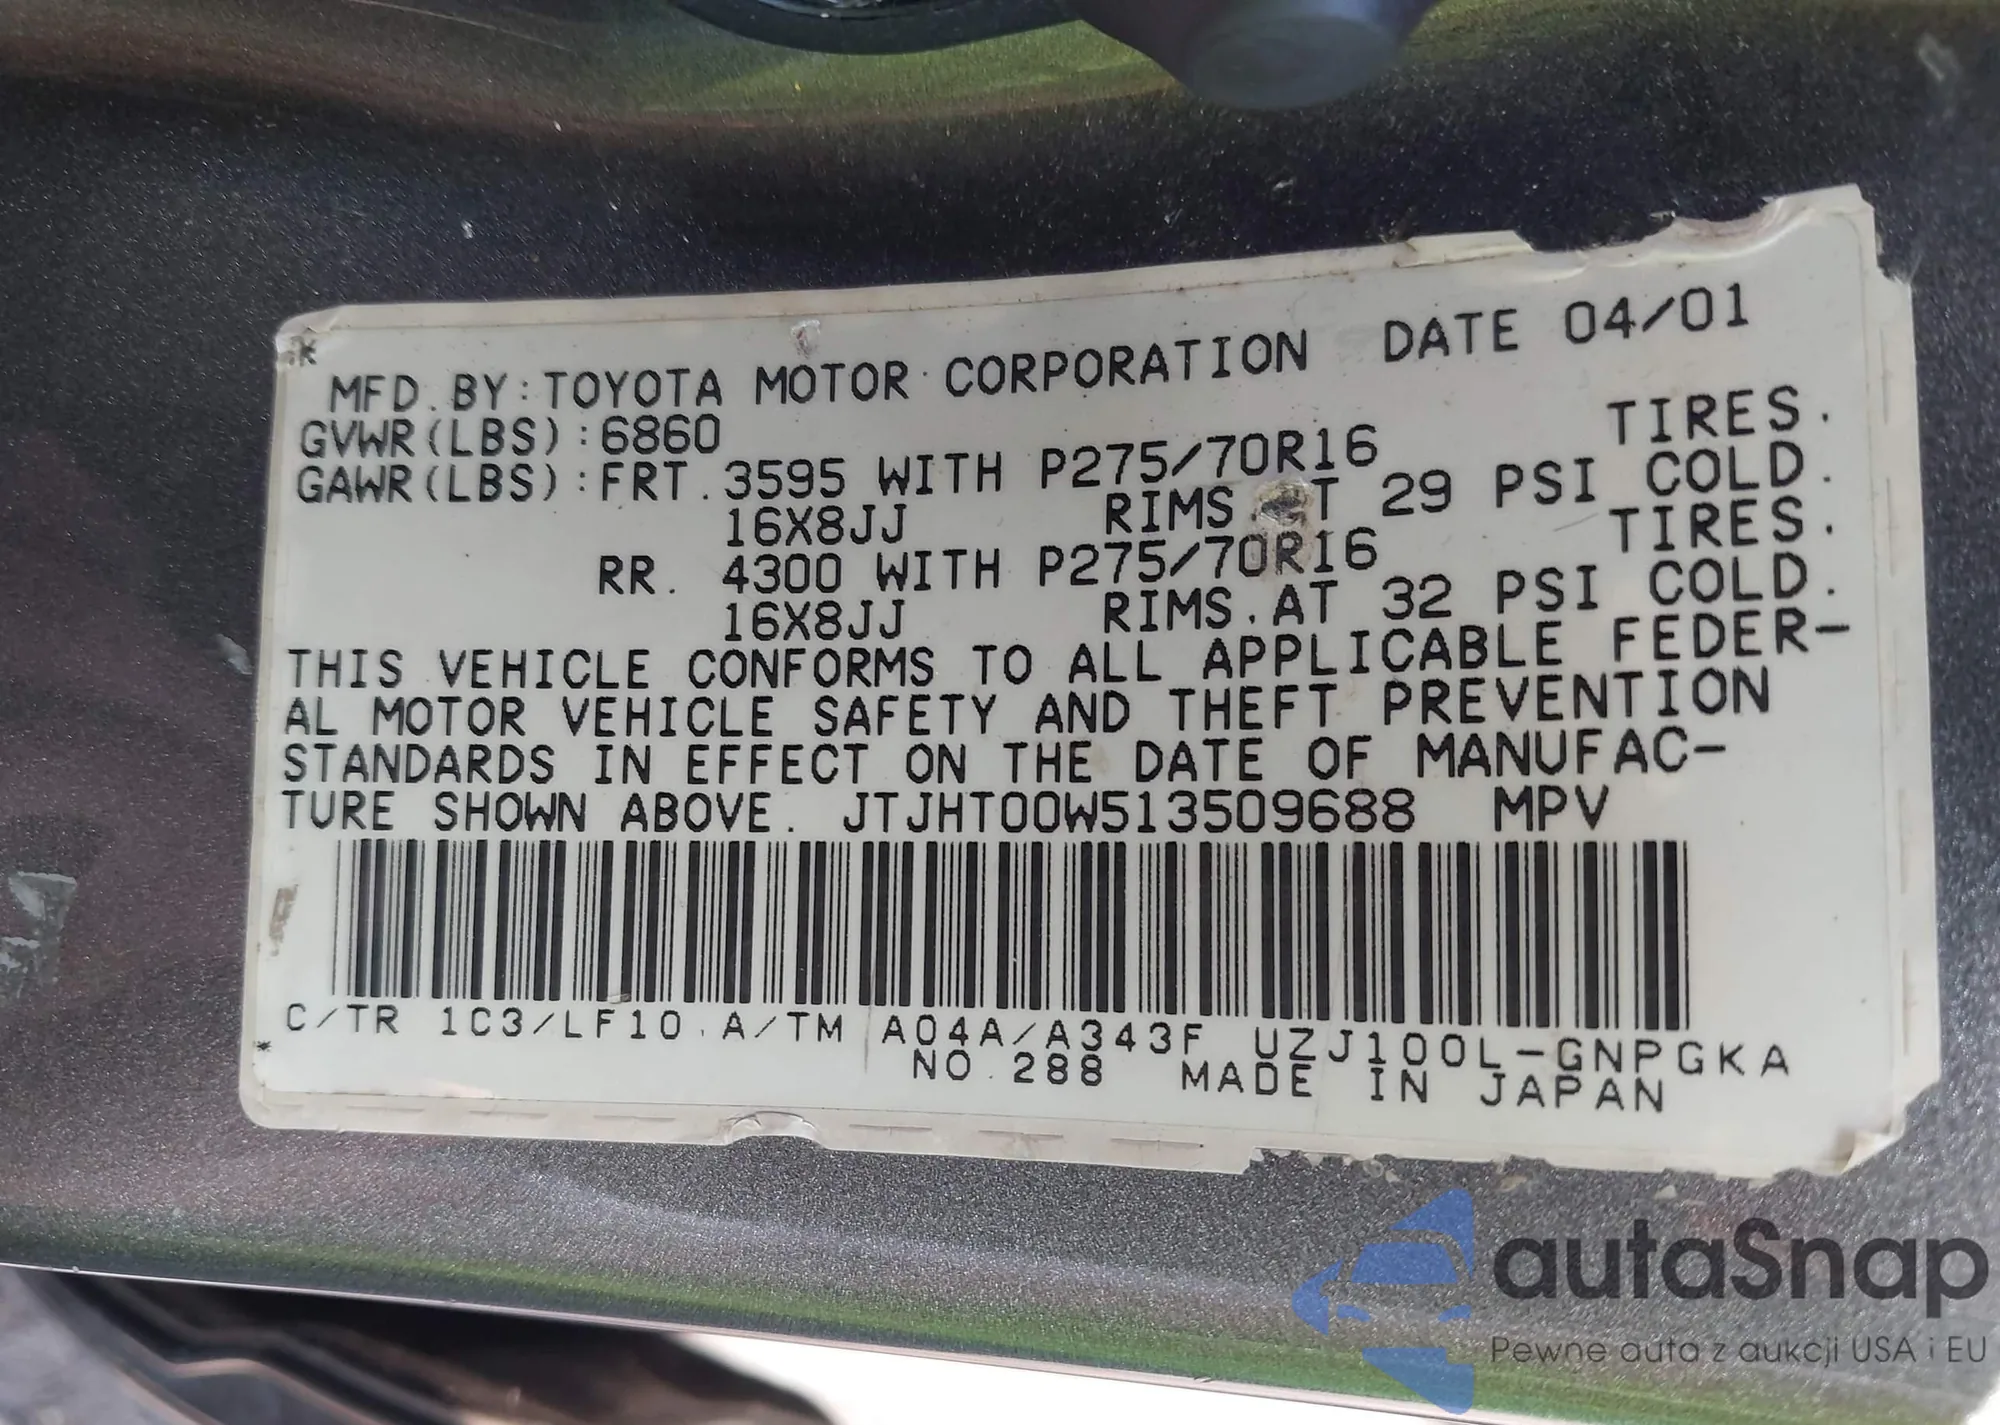 MFD. BY:TOYOTA MOTOR CORPORATION DATE 04/01
GVWR(LBS):6860
GAWR(LBS):FRT. 3595 WITH P275/70R16 TIRES.
16X8JJ RIMS. AT 29 PSI COLD.
RR. 4300 WITH P275/70R16 TIRES.
16X8JJ RIMS. AT 32 PSI COLD.
THIS VEHICLE CONFORMS TO ALL APPLICABLE FEDER-
AL MOTOR VEHICLE SAFETY AND THEFT PREVENTION
STANDARDS IN EFFECT ON THE DATE OF MANUFAC-
TURE SHOWN ABOVE. JTJHT00W513509688 MPV
C/TR 1C3/LF10 A/TM A04A/A343F UZJ100L-GNPGKA
* NO.288 MADE IN JAPAN
autaSnap
Pewne auta z aukcji USA i EU